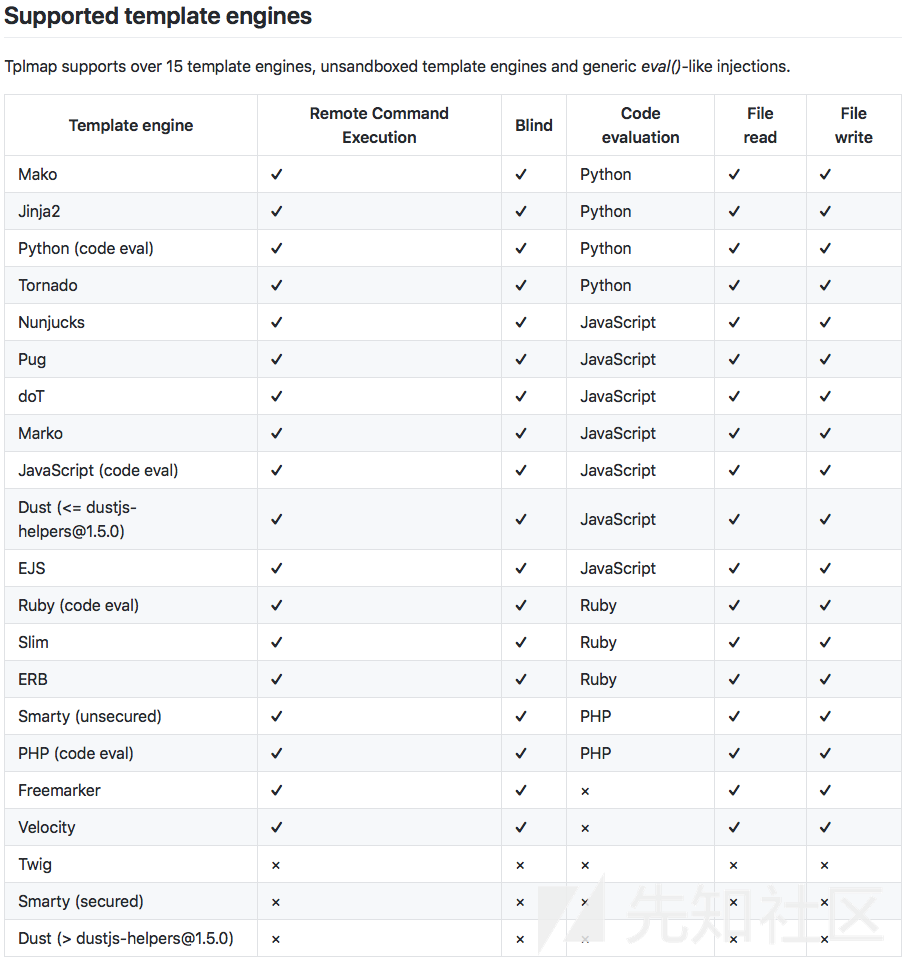 Supported template engines
Tplmap supports over 15 template engines, unsandboxed template engines and generic eval()-like injections.
Template engine Remote Command Execution Blind Code evaluation File read File write
Mako ✓ ✓ Python ✓ ✓
Jinja2 ✓ ✓ Python ✓ ✓
Python (code eval) ✓ ✓ Python ✓ ✓
Tornado ✓ ✓ Python ✓ ✓
Nunjucks ✓ ✓ JavaScript ✓ ✓
Pug ✓ ✓ JavaScript ✓ ✓
doT ✓ ✓ JavaScript ✓ ✓
Marko ✓ ✓ JavaScript ✓ ✓
JavaScript (code eval) ✓ ✓ JavaScript ✓ ✓
Dust (<= dustjs-helpers@1.5.0) ✓ ✓ JavaScript ✓ ✓
EJS ✓ ✓ JavaScript ✓ ✓
Ruby (code eval) ✓ ✓ Ruby ✓ ✓
Slim ✓ ✓ Ruby ✓ ✓
ERB ✓ ✓ Ruby ✓ ✓
Smarty (unsecured) ✓ ✓ PHP ✓ ✓
PHP (code eval) ✓ ✓ PHP ✓ ✓
Freemarker ✓ ✓ × ✓ ✓
Velocity ✓ ✓ × ✓ ✓
Twig × × × × ×
Smarty (secured) × × × × ×
Dust (> dustjs-helpers@1.5.0) × × × × ×
先知社区